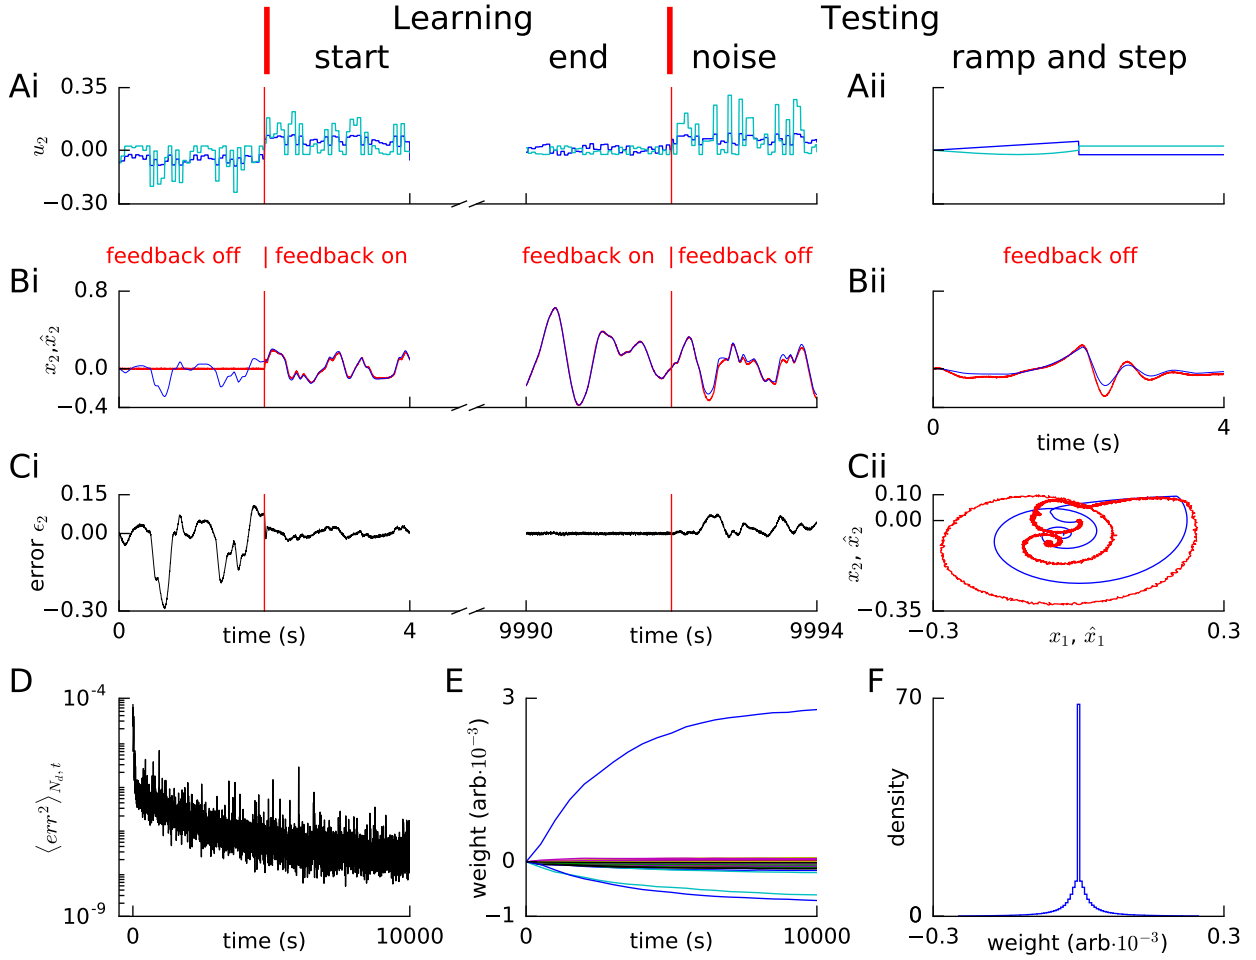 Learning Testing
start end noise ramp and step
Ai Aii
0.35
0.00
−0.30
u₂
feedback off | feedback on feedback on | feedback off feedback off
Bi Bii
0.8
0.0
−0.4
x₂,x̂₂
0 4
time (s)
Ci Cii
0.15
0.00
−0.30
error ϵ₂
0 time (s) 4 9990 time (s) 9994
0.10
0.00
−0.35
x₂, x̂₂
−0.3 x₁, x̂₁ 0.3
D E F
10⁻⁴
10⁻⁹
⟨err²⟩_{N_d,t}
0 time (s) 10000
3
0
−1
weight (arb·10⁻³)
0 time (s) 10000
70
0
density
−0.3 weight (arb·10⁻³) 0.3